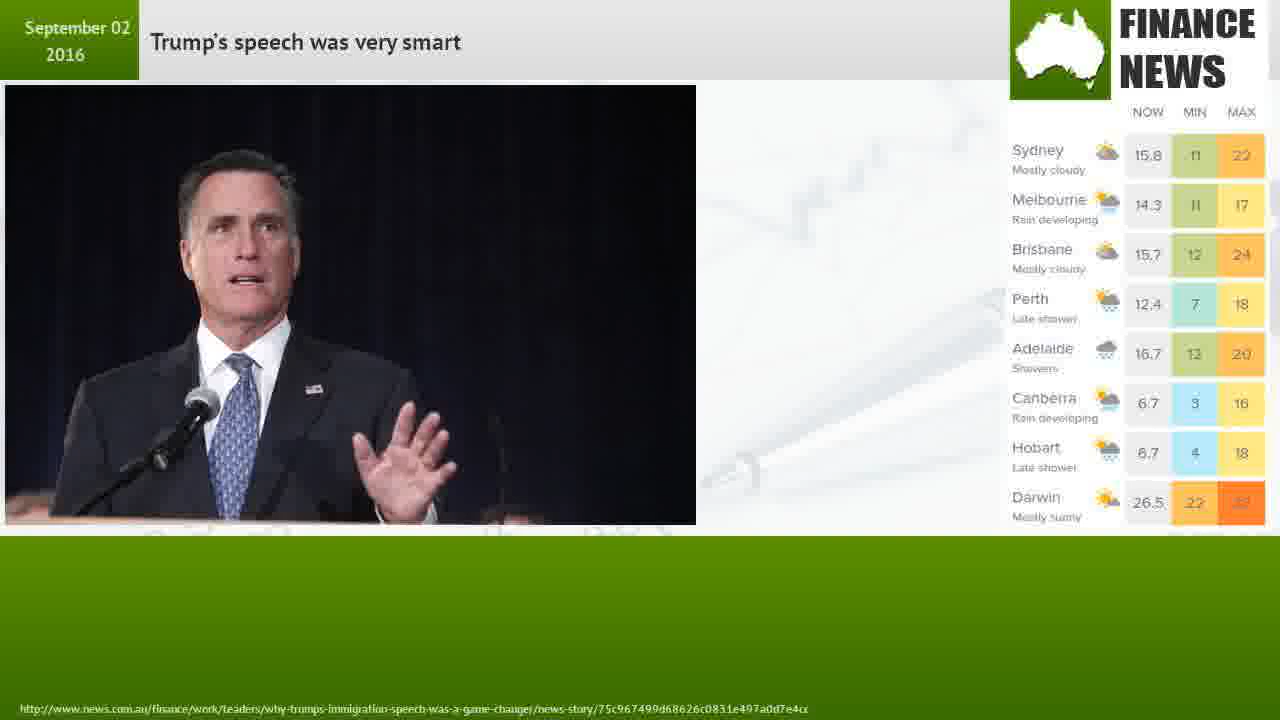 September 02
2016
Trump's speech was very smart
FINANCE
NEWS
NOW MIN MAX
Sydney 15.8 11 22
Mostly cloudy
Melbourne 14.3 11 17
Rain developing
Brisbane 15.7 12 24
Mostly cloudy
Perth 12.4 7 18
Late shower
Adelaide 16.7 12 20
Showers
Canberra 6.7 3 16
Rain developing
Hobart 6.7 4 18
Late shower
Darwin 26.5 22
Mostly sunny
http://www.news.com.au/finance/work/leaders/why-trumps-immigration-speech-was-a-game-changer/news-story/75c967499d68626c0831e497a0d7e4cc